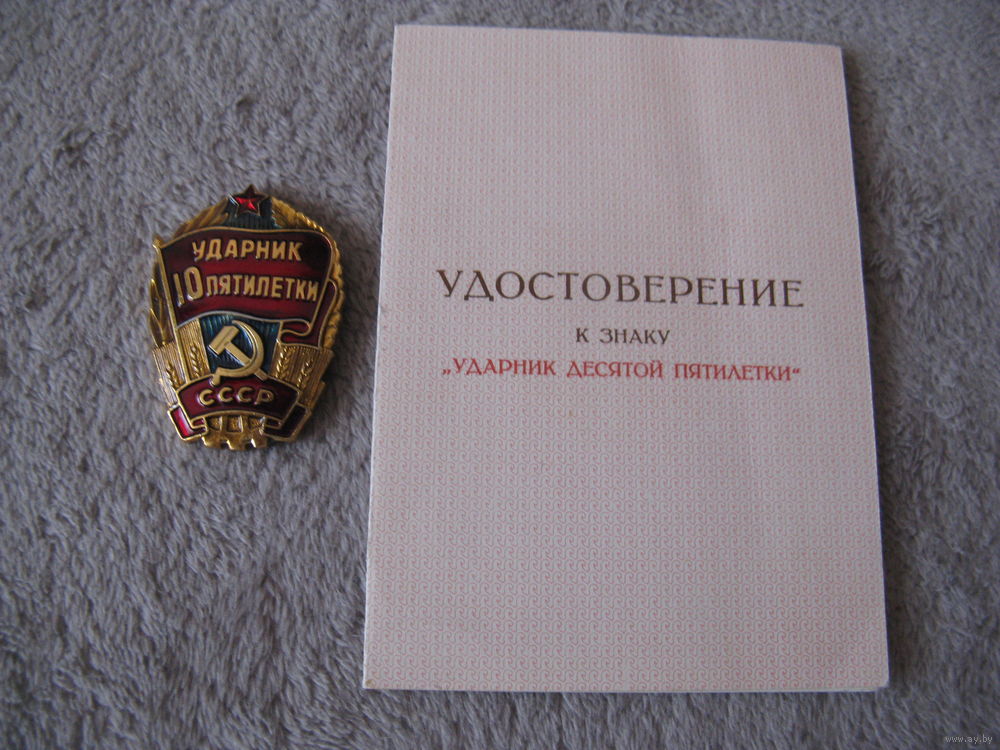 УДАРНИК
10 ПЯТИЛЕТКИ
СССР
УДОСТОВЕРЕНИЕ
К ЗНАКУ
„УДАРНИК ДЕСЯТОЙ ПЯТИЛЕТКИ“
www.ay.by